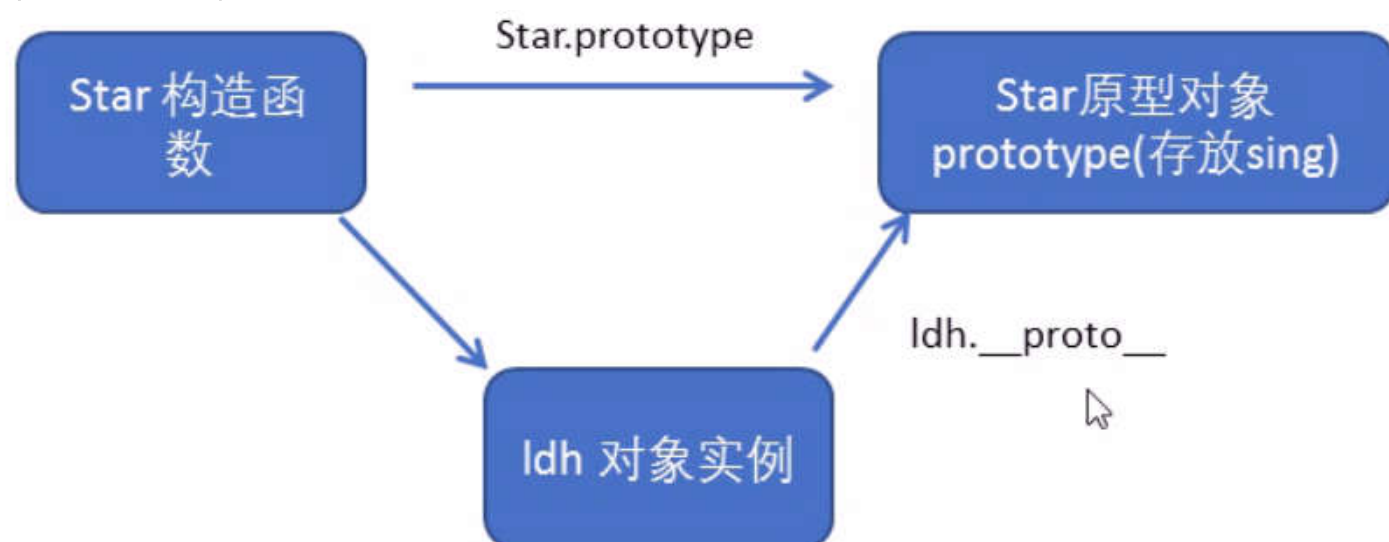 Star.prototype
Star 构造函
数
Star原型对象
prototype(存放sing)
ldh.__proto__
ldh 对象实例